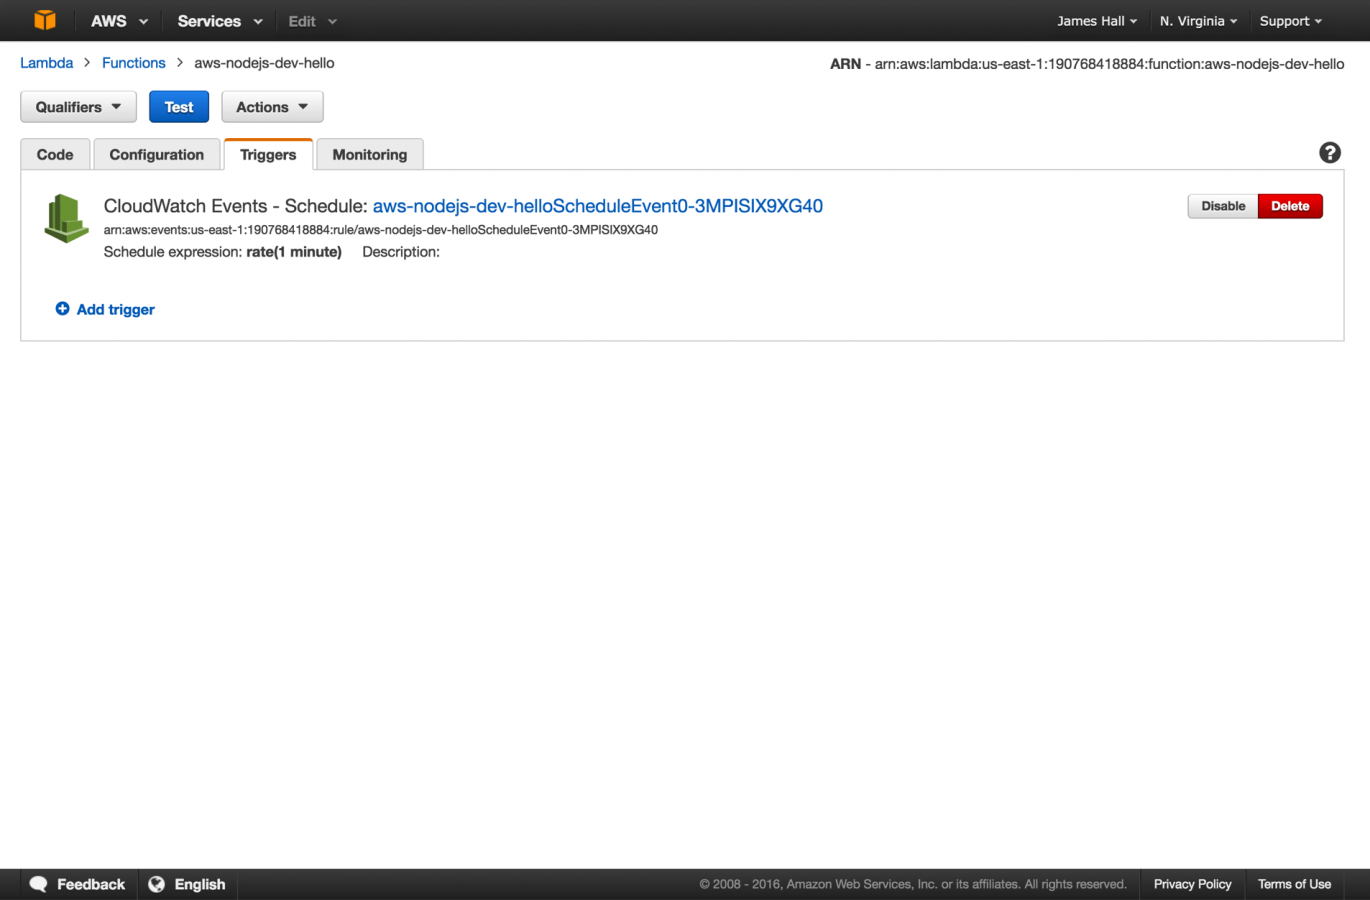 AWS Services Edit James Hall N. Virginia Support
Lambda > Functions > aws-nodejs-dev-hello ARN - arn:aws:lambda:us-east-1:190768418884:function:aws-nodejs-dev-hello
Qualifiers Test Actions
Code Configuration Triggers Monitoring ?
CloudWatch Events - Schedule: aws-nodejs-dev-helloScheduleEvent0-3MPISIX9XG40 Disable Delete
arn:aws:events:us-east-1:190768418884:rule/aws-nodejs-dev-helloScheduleEvent0-3MPISIX9XG40
Schedule expression: rate(1 minute) Description:
Add trigger
Feedback English © 2008 - 2016, Amazon Web Services, Inc. or its affiliates. All rights reserved. Privacy Policy Terms of Use